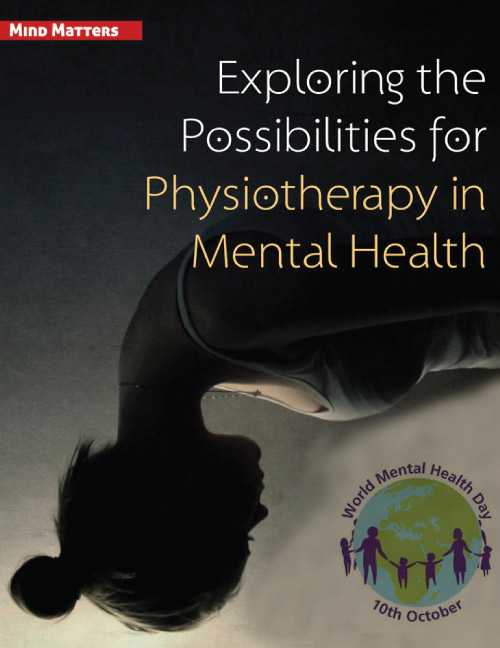 Mind Matters
Exploring the
Possibilities for
Physiotherapy in
Mental Health
World Mental Health Day
10th October